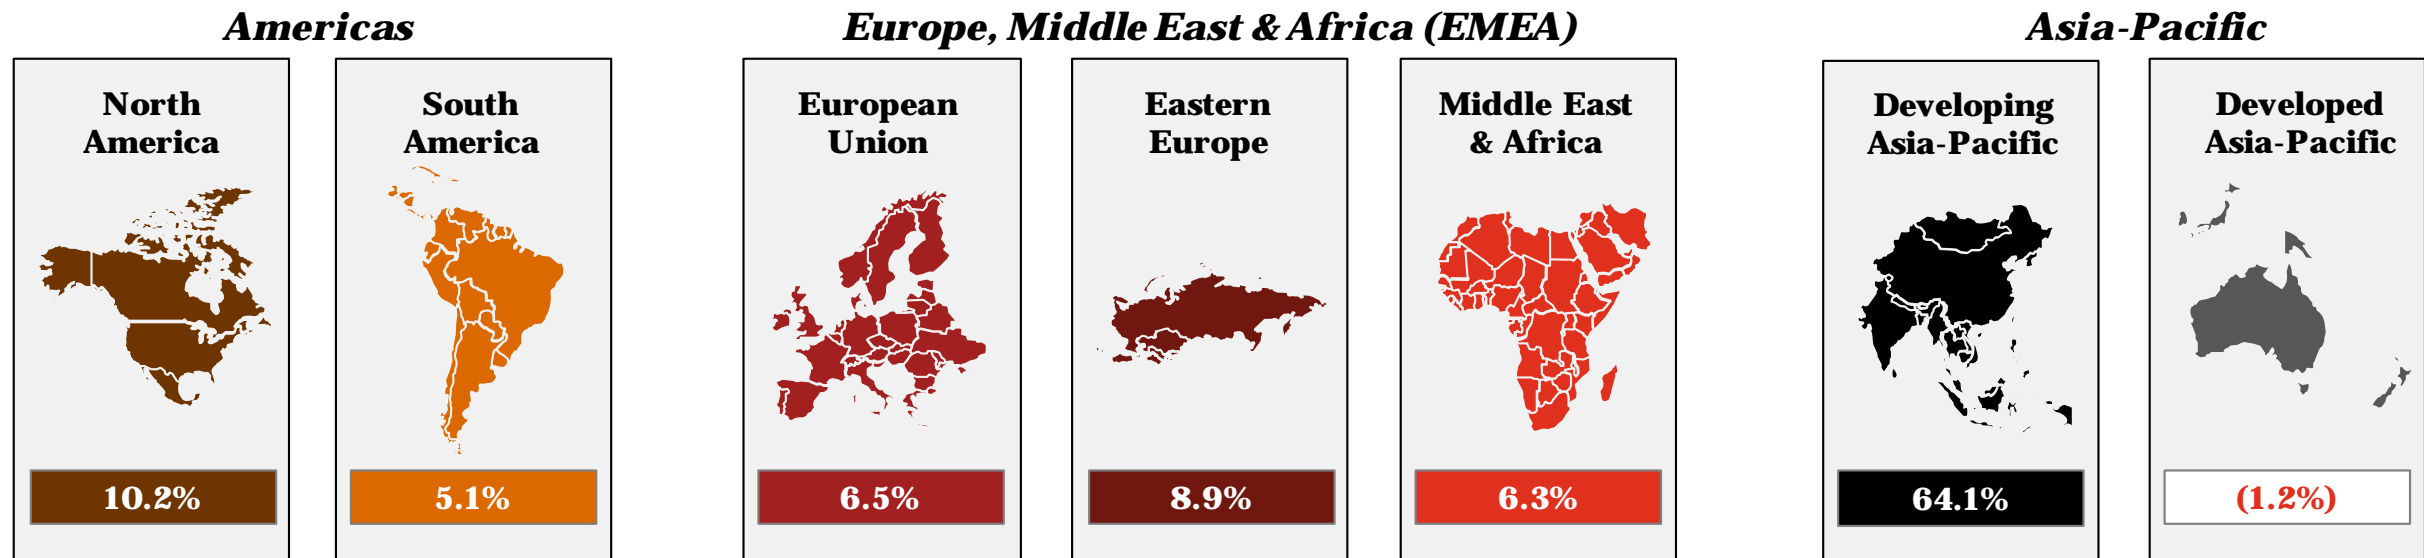 Americas
Europe, Middle East & Africa (EMEA)
Asia-Pacific
North
America
South
America
European
Union
Eastern
Europe
Middle East
& Africa
Developing
Asia-Pacific
Developed
Asia-Pacific
10.2%
5.1%
6.5%
8.9%
6.3%
64.1%
(1.2%)